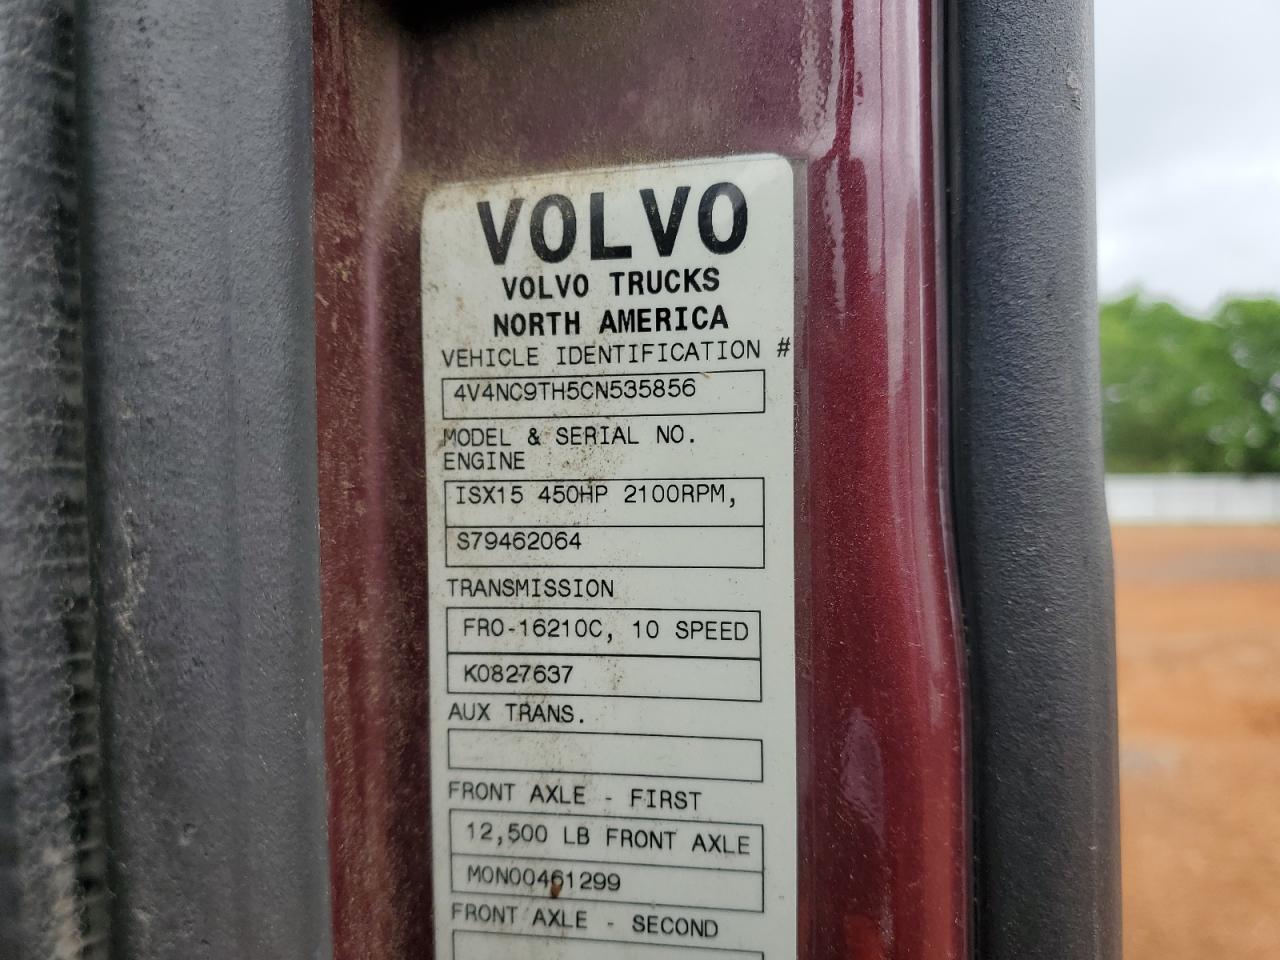 VOLVO
VOLVO TRUCKS
NORTH AMERICA
VEHICLE IDENTIFICATION #
4V4NC9TH5CN535856
MODEL & SERIAL NO.
ENGINE
ISX15 450HP 2100RPM,
S79462064
TRANSMISSION
FRO-16210C, 10 SPEED
K0827637
AUX TRANS.
FRONT AXLE - FIRST
12,500 LB FRONT AXLE
MON00461299
FRONT AXLE - SECOND